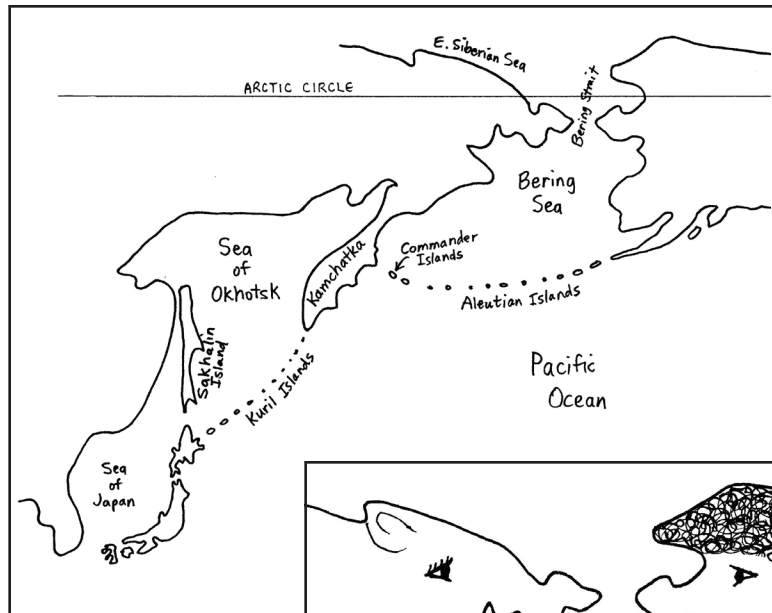 E. Siberian Sea
ARCTIC CIRCLE
Bering Strait
Bering
Sea
Sea
of
Okhotsk
Kamchatka
Commander
Islands
Aleutian Islands
Sakhalin
Island
Kuril Islands
Pacific
Ocean
Sea
of
Japan